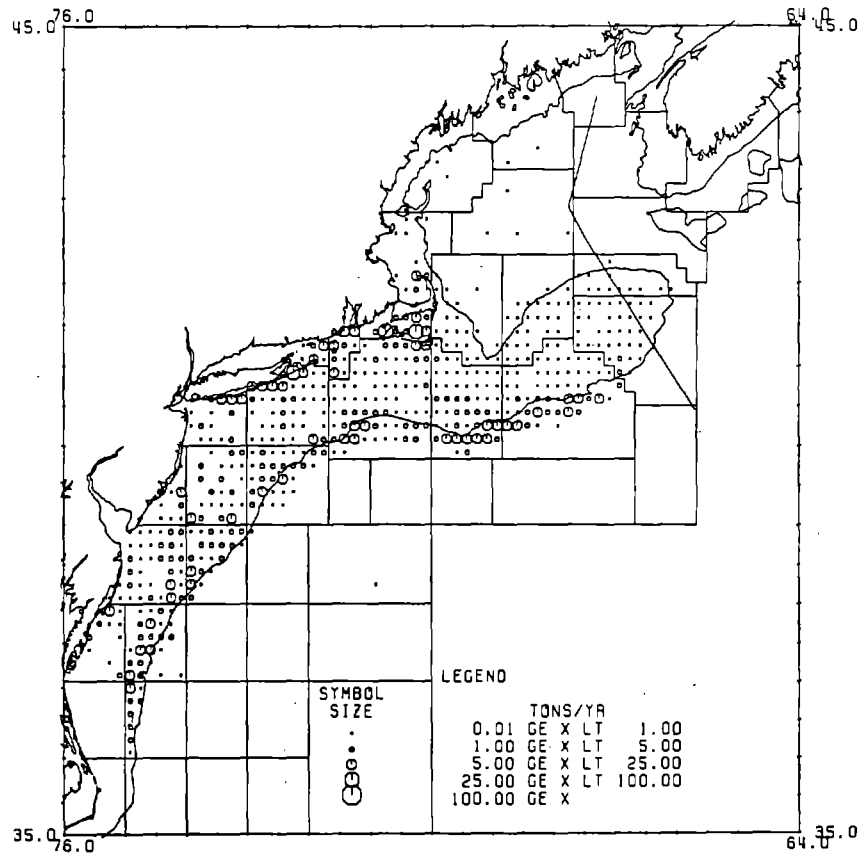 76.0 64.0
45.0 45.0
LEGEND
SYMBOL
SIZE
TONS/YR
0.01 GE X LT 1.00
1.00 GE X LT 5.00
5.00 GE X LT 25.00
25.00 GE X LT 100.00
100.00 GE X
35.0 35.0
76.0 64.0